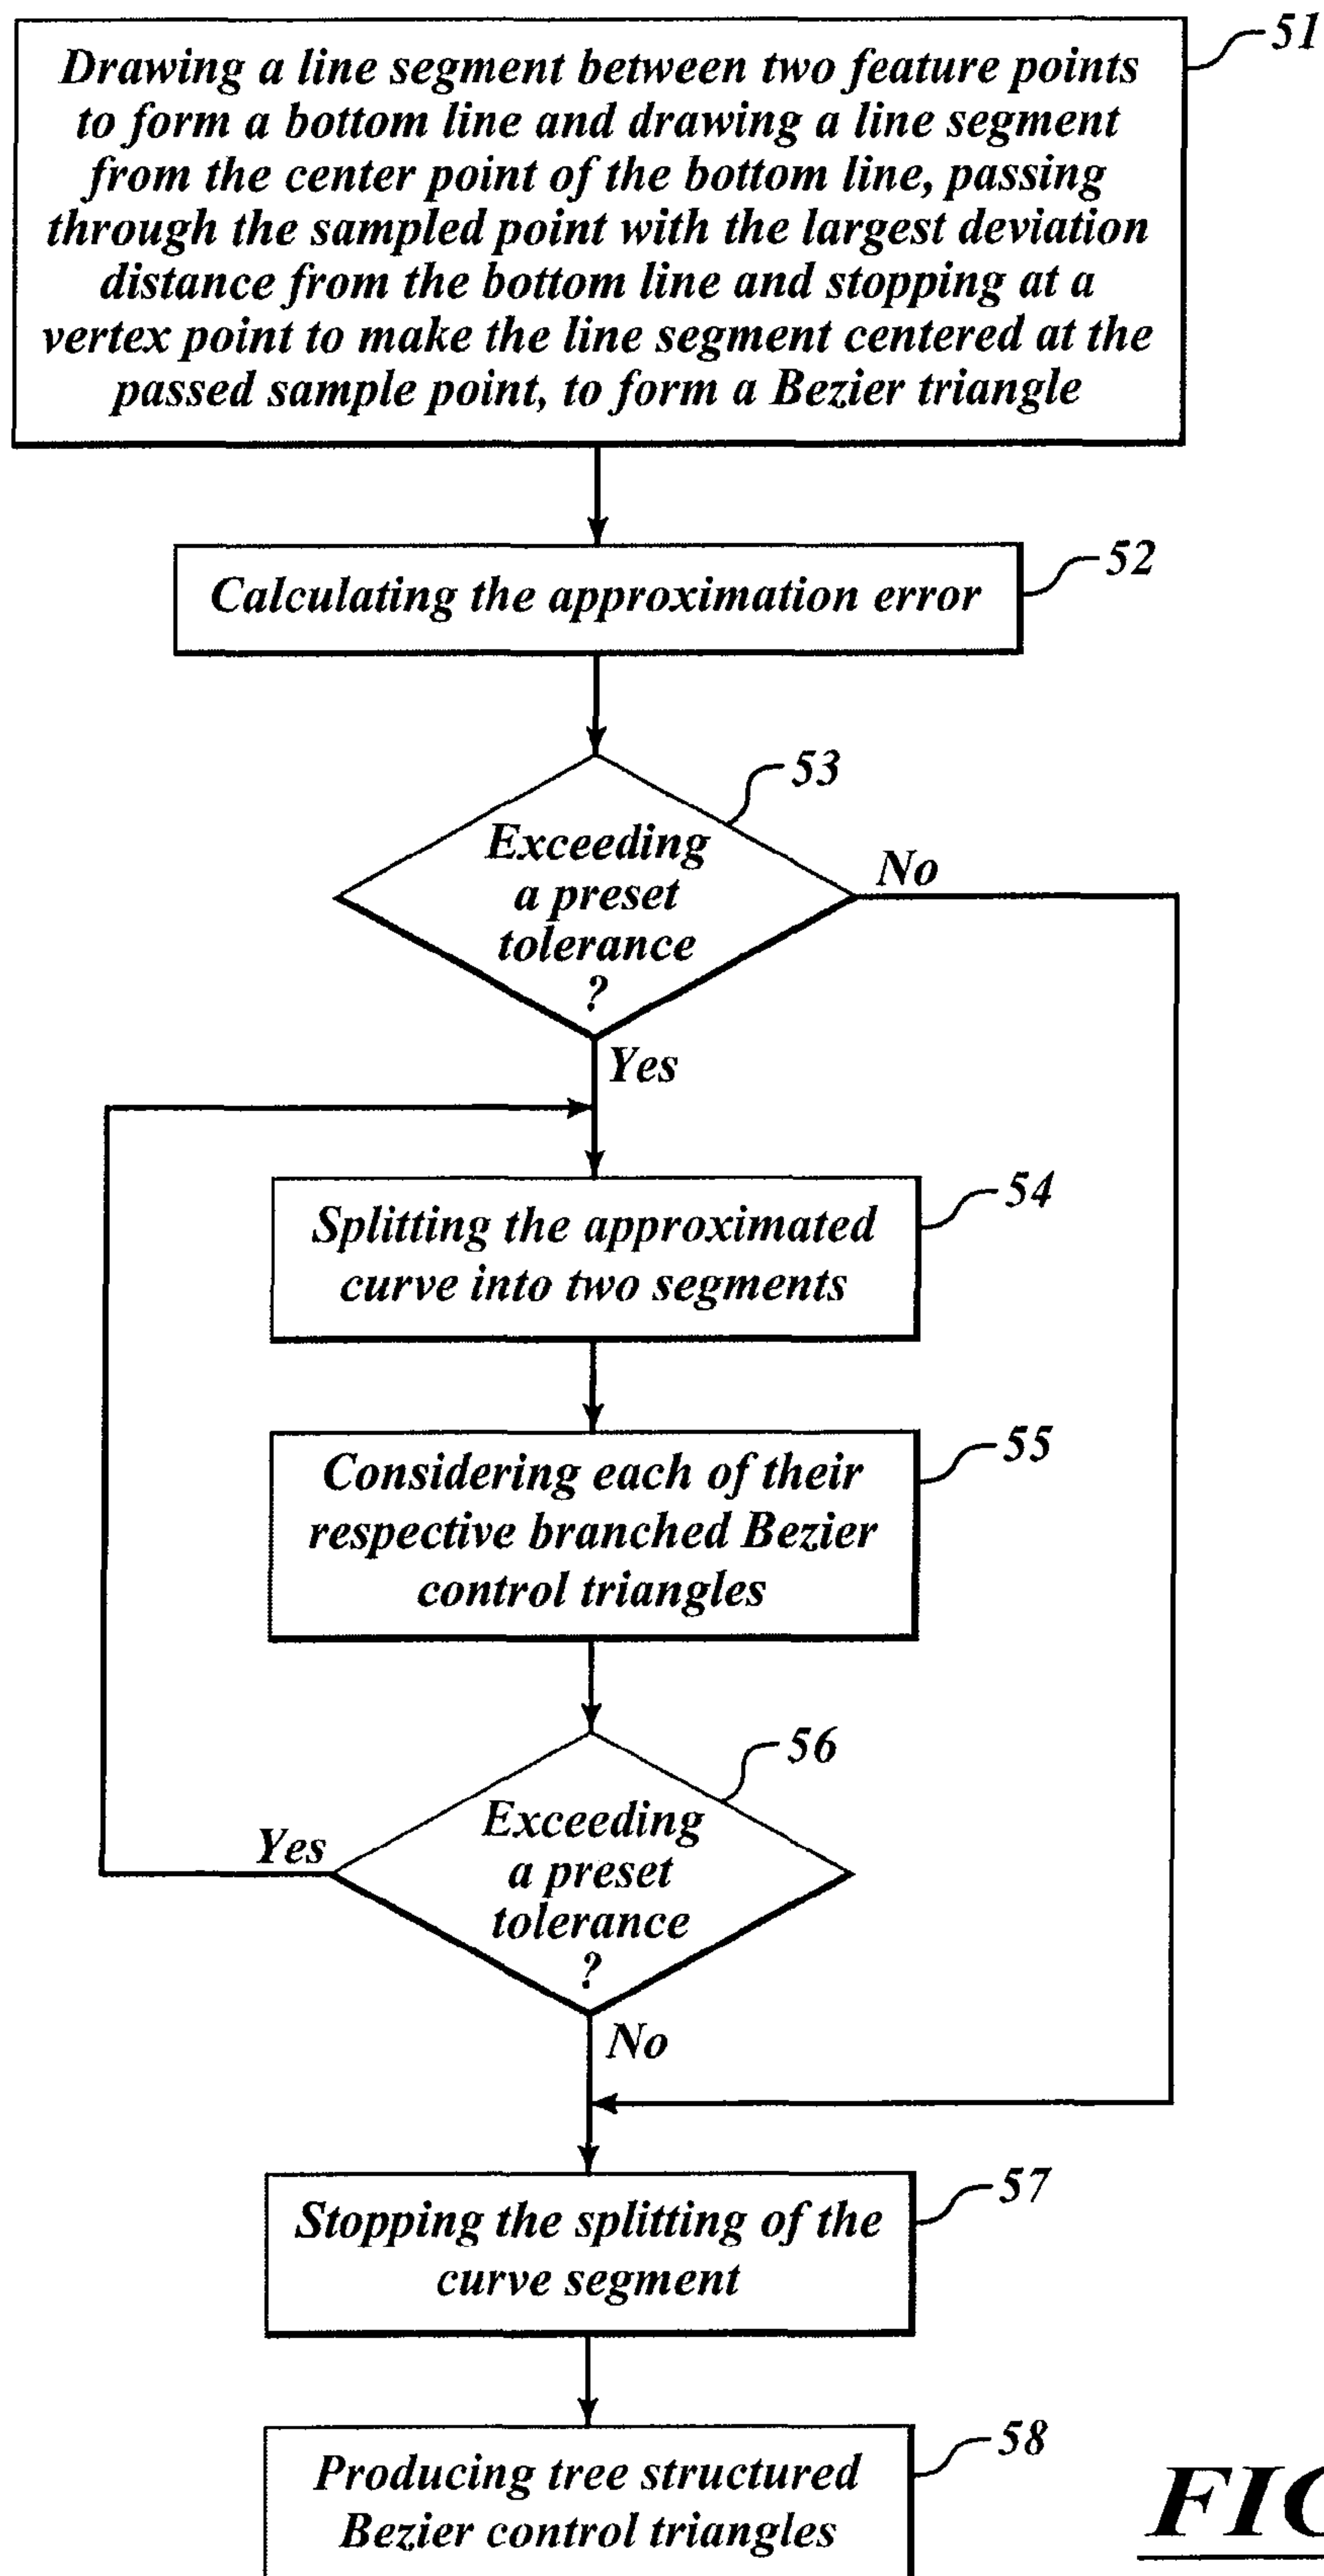 51
Drawing a line segment between two feature points
to form a bottom line and drawing a line segment
from the center point of the bottom line, passing
through the sampled point with the largest deviation
distance from the bottom line and stopping at a
vertex point to make the line segment centered at the
passed sample point, to form a Bezier triangle
52
Calculating the approximation error
53
Exceeding
a preset
tolerance
?
No
Yes
54
Splitting the approximated
curve into two segments
55
Considering each of their
respective branched Bezier
control triangles
56
Exceeding
a preset
tolerance
?
Yes
No
57
Stopping the splitting of the
curve segment
58
Producing tree structured
Bezier control triangles